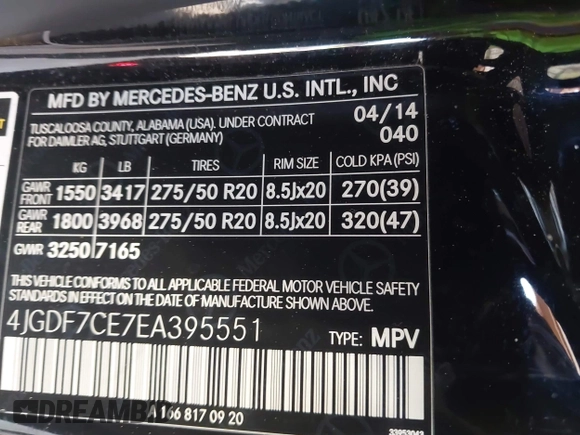 MFD BY MERCEDES-BENZ U.S. INTL., INC
TUSCALOOSA COUNTY, ALABAMA (USA). UNDER CONTRACT 04/14
FOR DAIMLER AG, STUTTGART (GERMANY) 040
KG LB TIRES RIM SIZE COLD KPA (PSI)
GAWR FRONT 1550 3417 275/50 R20 8.5Jx20 270(39)
GAWR REAR 1800 3968 275/50 R20 8.5Jx20 320(47)
GVWR 3250 7165
THIS VEHICLE CONFORMS TO ALL APPLICABLE FEDERAL MOTOR VEHICLE SAFETY
STANDARDS IN EFFECT ON THE DATE OF MANUFACTURE SHOWN ABOVE.
4JGDF7CE7EA395551 TYPE: MPV
A 166 817 09 20
33953043
DREAMBID